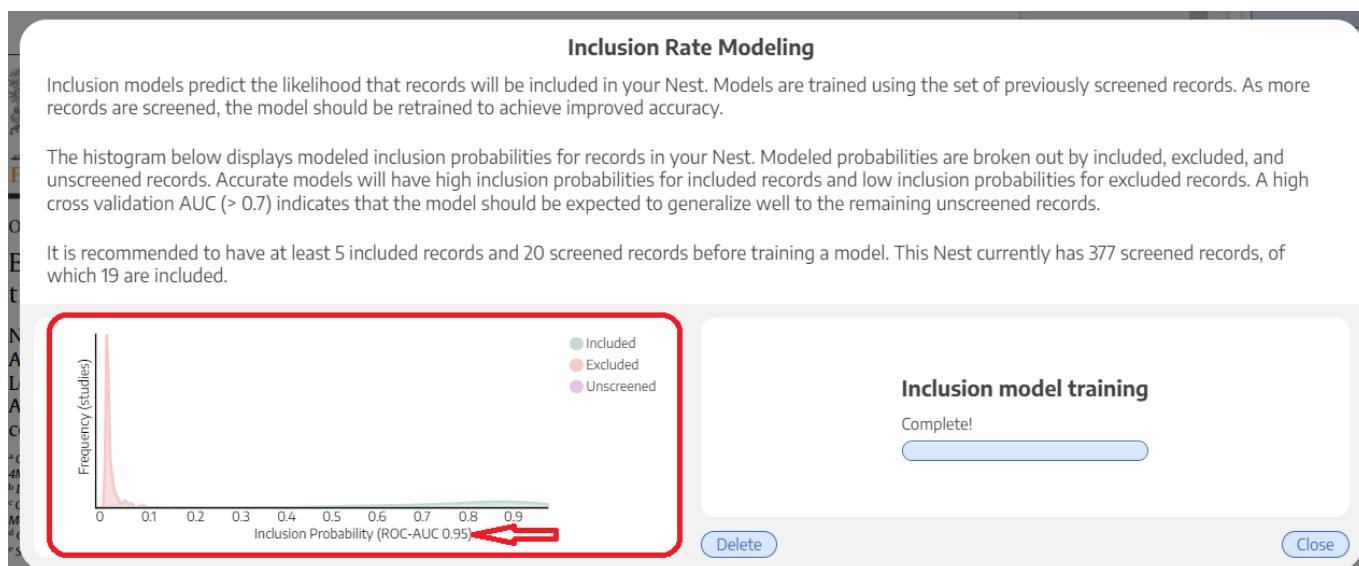 Inclusion Rate Modeling
Inclusion models predict the likelihood that records will be included in your Nest. Models are trained using the set of previously screened records. As more
records are screened, the model should be retrained to achieve improved accuracy.
The histogram below displays modeled inclusion probabilities for records in your Nest. Modeled probabilities are broken out by included, excluded, and
unscreened records. Accurate models will have high inclusion probabilities for included records and low inclusion probabilities for excluded records. A high
cross validation AUC (> 0.7) indicates that the model should be expected to generalize well to the remaining unscreened records.
It is recommended to have at least 5 included records and 20 screened records before training a model. This Nest currently has 377 screened records, of
which 19 are included.
Frequency (studies)
Included
Excluded
Unscreened
0 0.1 0.2 0.3 0.4 0.5 0.6 0.7 0.8 0.9
Inclusion Probability (ROC-AUC 0.95)
Inclusion model training
Complete!
Delete
Close